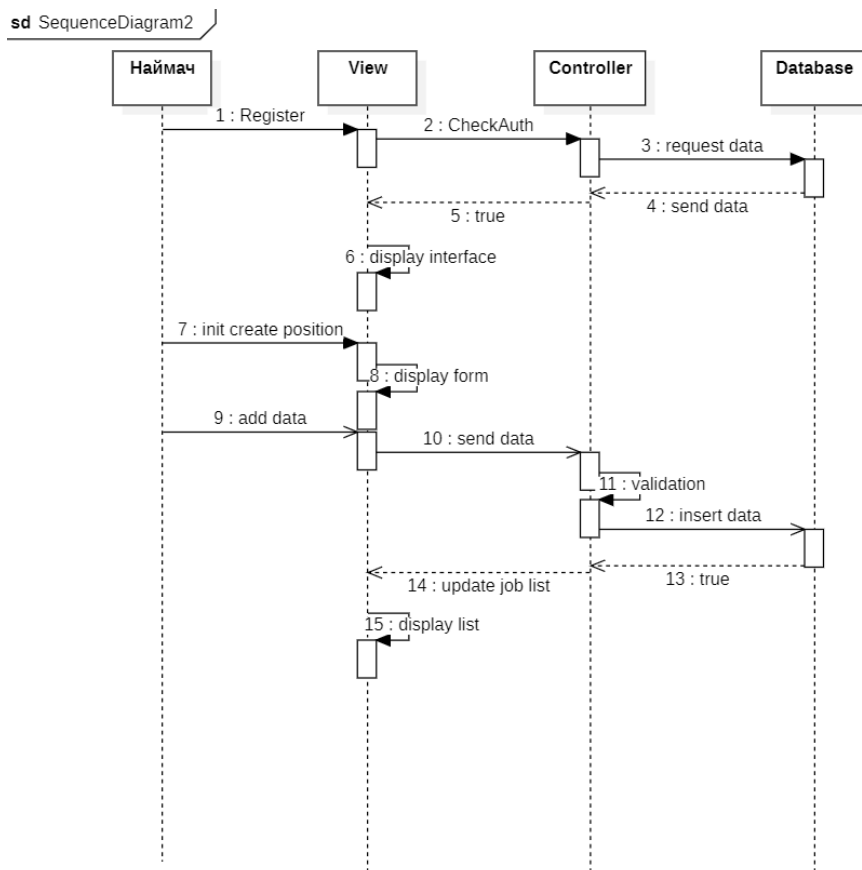 sd SequenceDiagram2
Наймач View Controller Database
1 : Register
2 : CheckAuth
3 : request data
4 : send data
5 : true
6 : display interface
7 : init create position
8 : display form
9 : add data
10 : send data
11 : validation
12 : insert data
13 : true
14 : update job list
15 : display list